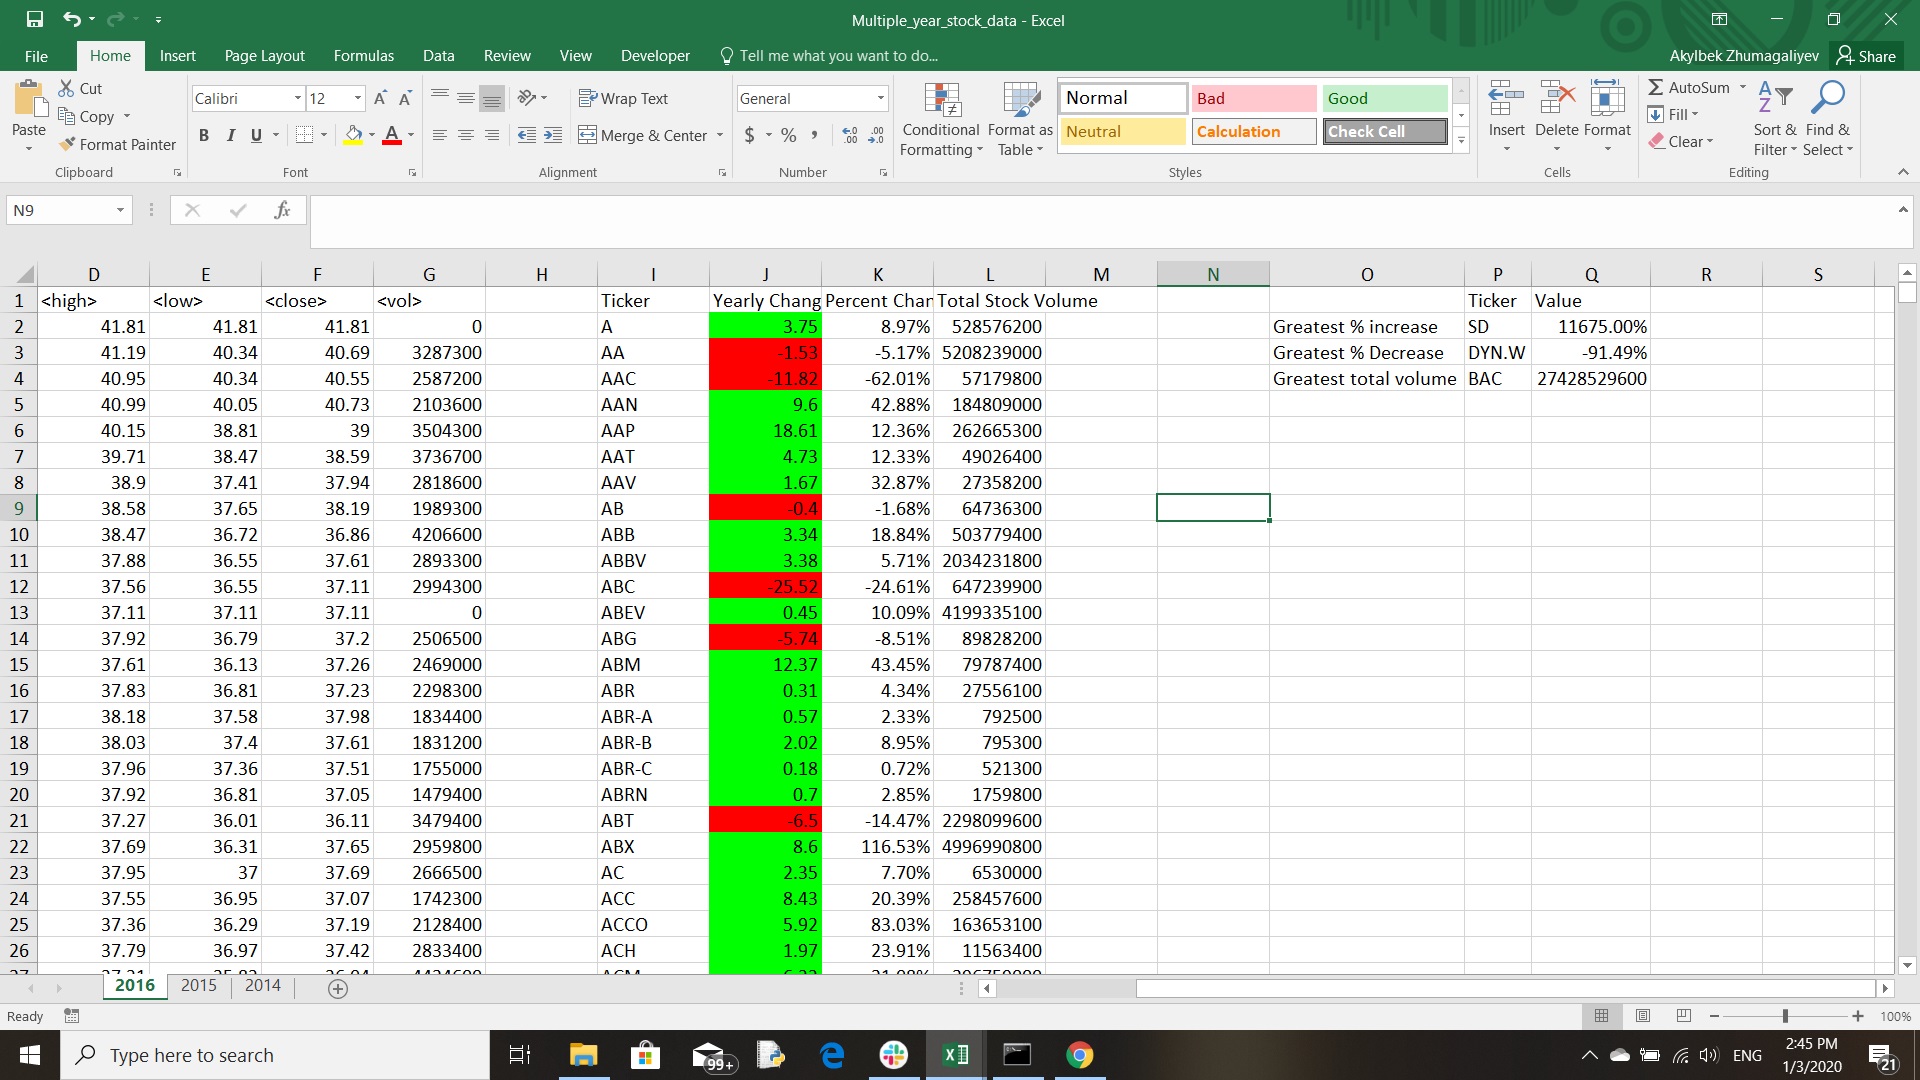 Multiple_year_stock_data - Excel
File Home Insert Page Layout Formulas Data Review View Developer Tell me what you want to do... Akylbek Zhumagaliyev Share
Paste Cut Copy Format Painter Clipboard
Calibri 12 B I U A A A Font
Wrap Text Merge & Center Alignment
General $ % , .00 .0 Number
Conditional Formatting Format as Table Normal Bad Good Neutral Calculation Check Cell Styles
Insert Delete Format Cells
AutoSum Fill Clear Sort & Filter Find & Select Editing
N9 fx
D E F G H I J K L M N O P Q R S
1 <high> <low> <close> <vol> Ticker Yearly Chang Percent Chan Total Stock Volume Ticker Value
2 41.81 41.81 41.81 0 A 3.75 8.97% 528576200 Greatest % increase SD 11675.00%
3 41.19 40.34 40.69 3287300 AA -1.53 -5.17% 5208239000 Greatest % Decrease DYN.W -91.49%
4 40.95 40.34 40.55 2587200 AAC -11.82 -62.01% 57179800 Greatest total volume BAC 27428529600
5 40.99 40.05 40.73 2103600 AAN 9.6 42.88% 184809000
6 40.15 38.81 39 3504300 AAP 18.61 12.36% 262665300
7 39.71 38.47 38.59 3736700 AAT 4.73 12.33% 49026400
8 38.9 37.41 37.94 2818600 AAV 1.67 32.87% 27358200
9 38.58 37.65 38.19 1989300 AB -0.4 -1.68% 64736300
10 38.47 36.72 36.86 4206600 ABB 3.34 18.84% 503779400
11 37.88 36.55 37.61 2893300 ABBV 3.38 5.71% 2034231800
12 37.56 36.55 37.11 2994300 ABC -25.52 -24.61% 647239900
13 37.11 37.11 37.11 0 ABEV 0.45 10.09% 4199335100
14 37.92 36.79 37.2 2506500 ABG -5.74 -8.51% 89828200
15 37.61 36.13 37.26 2469000 ABM 12.37 43.45% 79787400
16 37.83 36.81 37.23 2298300 ABR 0.31 4.34% 27556100
17 38.18 37.58 37.98 1834400 ABR-A 0.57 2.33% 792500
18 38.03 37.4 37.61 1831200 ABR-B 2.02 8.95% 795300
19 37.96 37.36 37.51 1755000 ABR-C 0.18 0.72% 521300
20 37.92 36.81 37.05 1479400 ABRN 0.7 2.85% 1759800
21 37.27 36.01 36.11 3479400 ABT -6.5 -14.47% 2298099600
22 37.69 36.31 37.65 2959800 ABX 8.6 116.53% 4996990800
23 37.95 37 37.69 2666500 AC 2.35 7.70% 6530000
24 37.55 36.95 37.07 1742300 ACC 8.43 20.39% 258457600
25 37.36 36.29 37.19 2128400 ACCO 5.92 83.03% 163653100
26 37.79 36.97 37.42 2833400 ACH 1.97 23.91% 11563400
2016 2015 2014
Ready 100%
Type here to search 99+ ENG 2:45 PM 1/3/2020 21